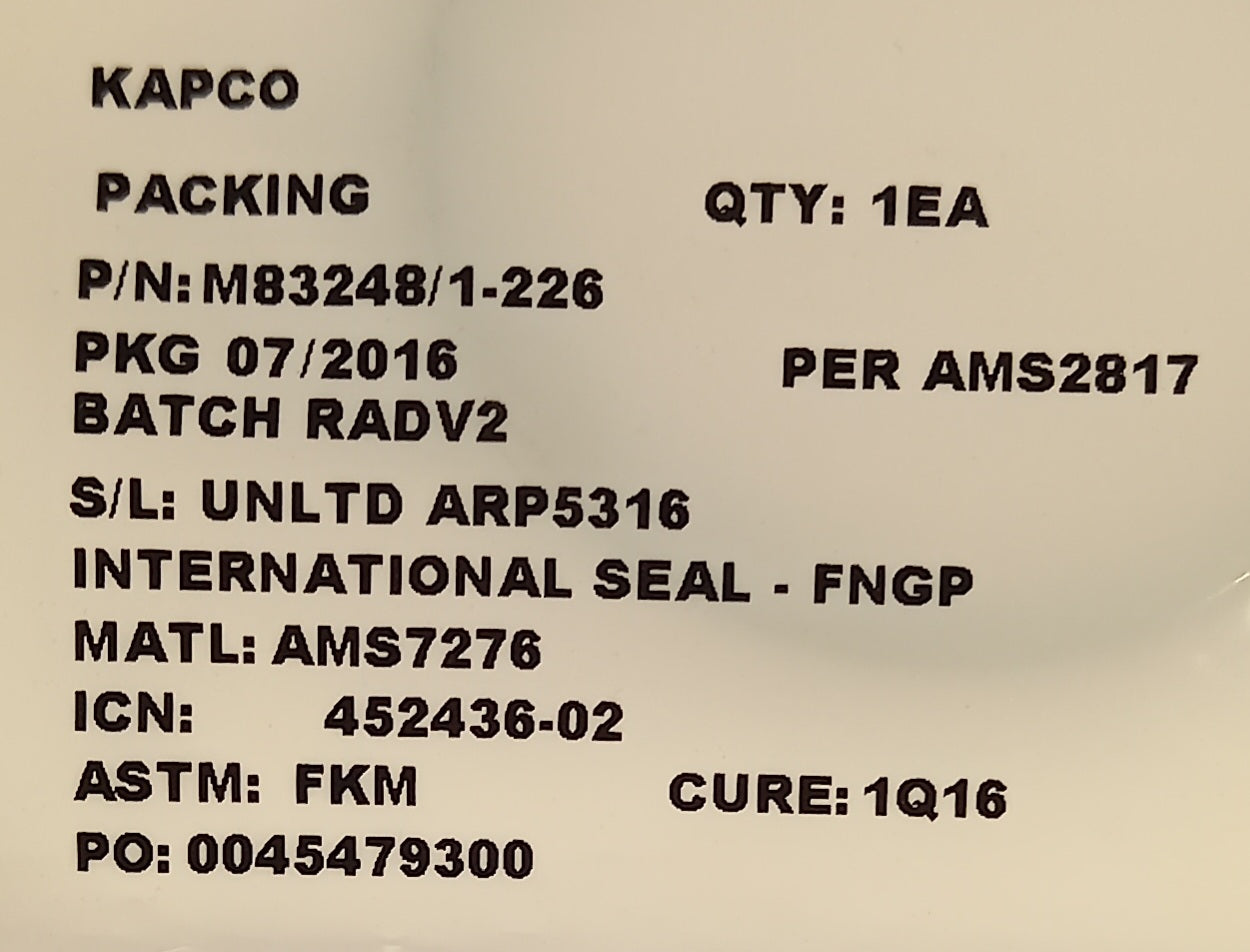 KAPCO
PACKING QTY: 1EA
P/N: M83248/1-226
PKG 07/2016 PER AMS2817
BATCH RADV2
S/L: UNLTD ARP5316
INTERNATIONAL SEAL - FNGP
MATL: AMS7276
ICN: 452436-02
ASTM: FKM CURE: 1Q16
PO: 0045479300